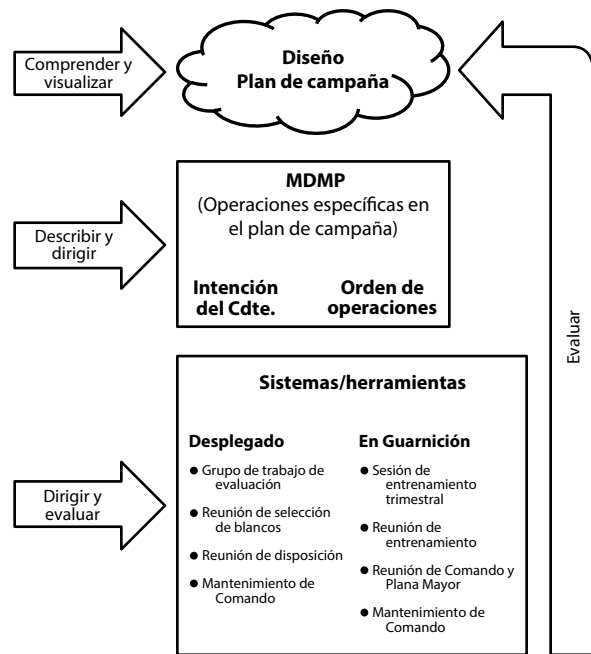 Comprender y
visualizar
Diseño
Plan de campaña
Describir y
dirigir
MDMP
(Operaciones específicas en
el plan de campaña)
Intención
del Cdte.
Orden de
operaciones
Evaluar
Dirigir y
evaluar
Sistemas/herramientas
Desplegado
● Grupo de trabajo de
evaluación
● Reunión de selección
de blancos
● Reunión de disposición
● Mantenimiento de
Comando
En Guarnición
● Sesión de
entrenamiento
trimestral
● Reunión de
entrenamiento
● Reunión de Comando y
Plana Mayor
● Mantenimiento de
Comando